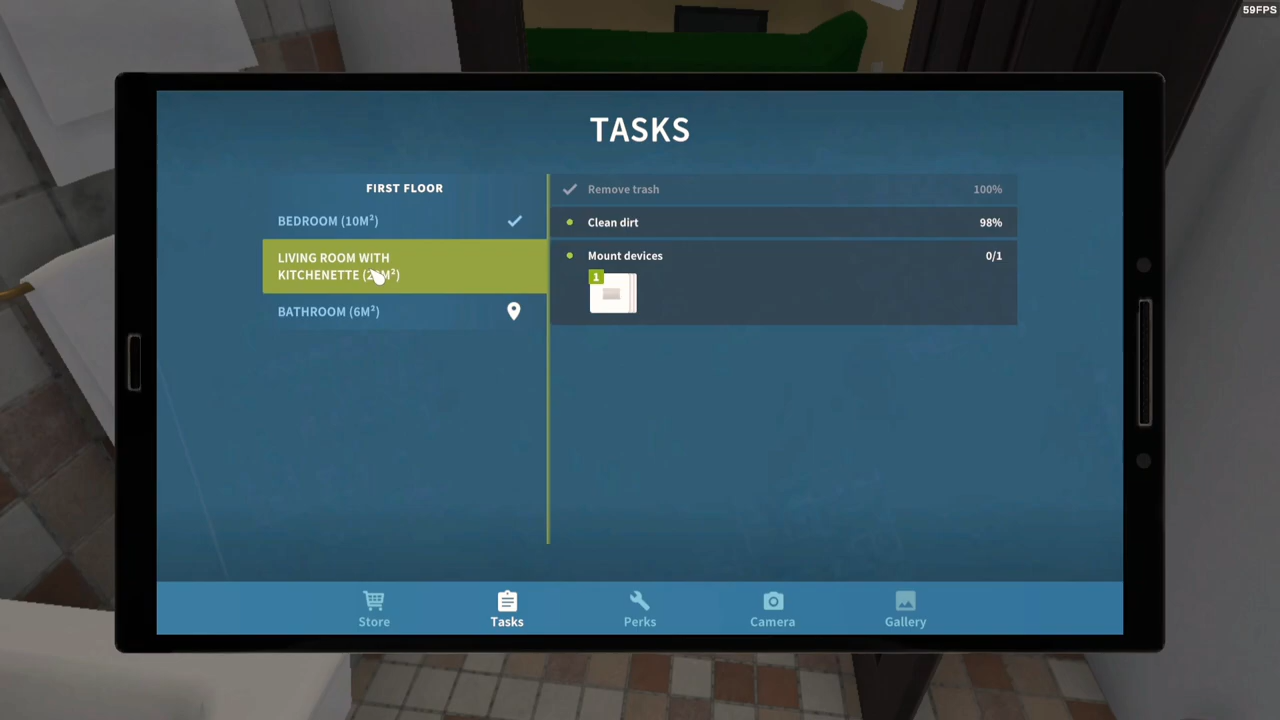 59FPS
TASKS
FIRST FLOOR
BEDROOM (10M²)
LIVING ROOM WITH
KITCHENETTE
BATHROOM (6M²)
Remove trash 100%
Clean dirt 98%
Mount devices 0/1
1
Store
Tasks
Perks
Camera
Gallery